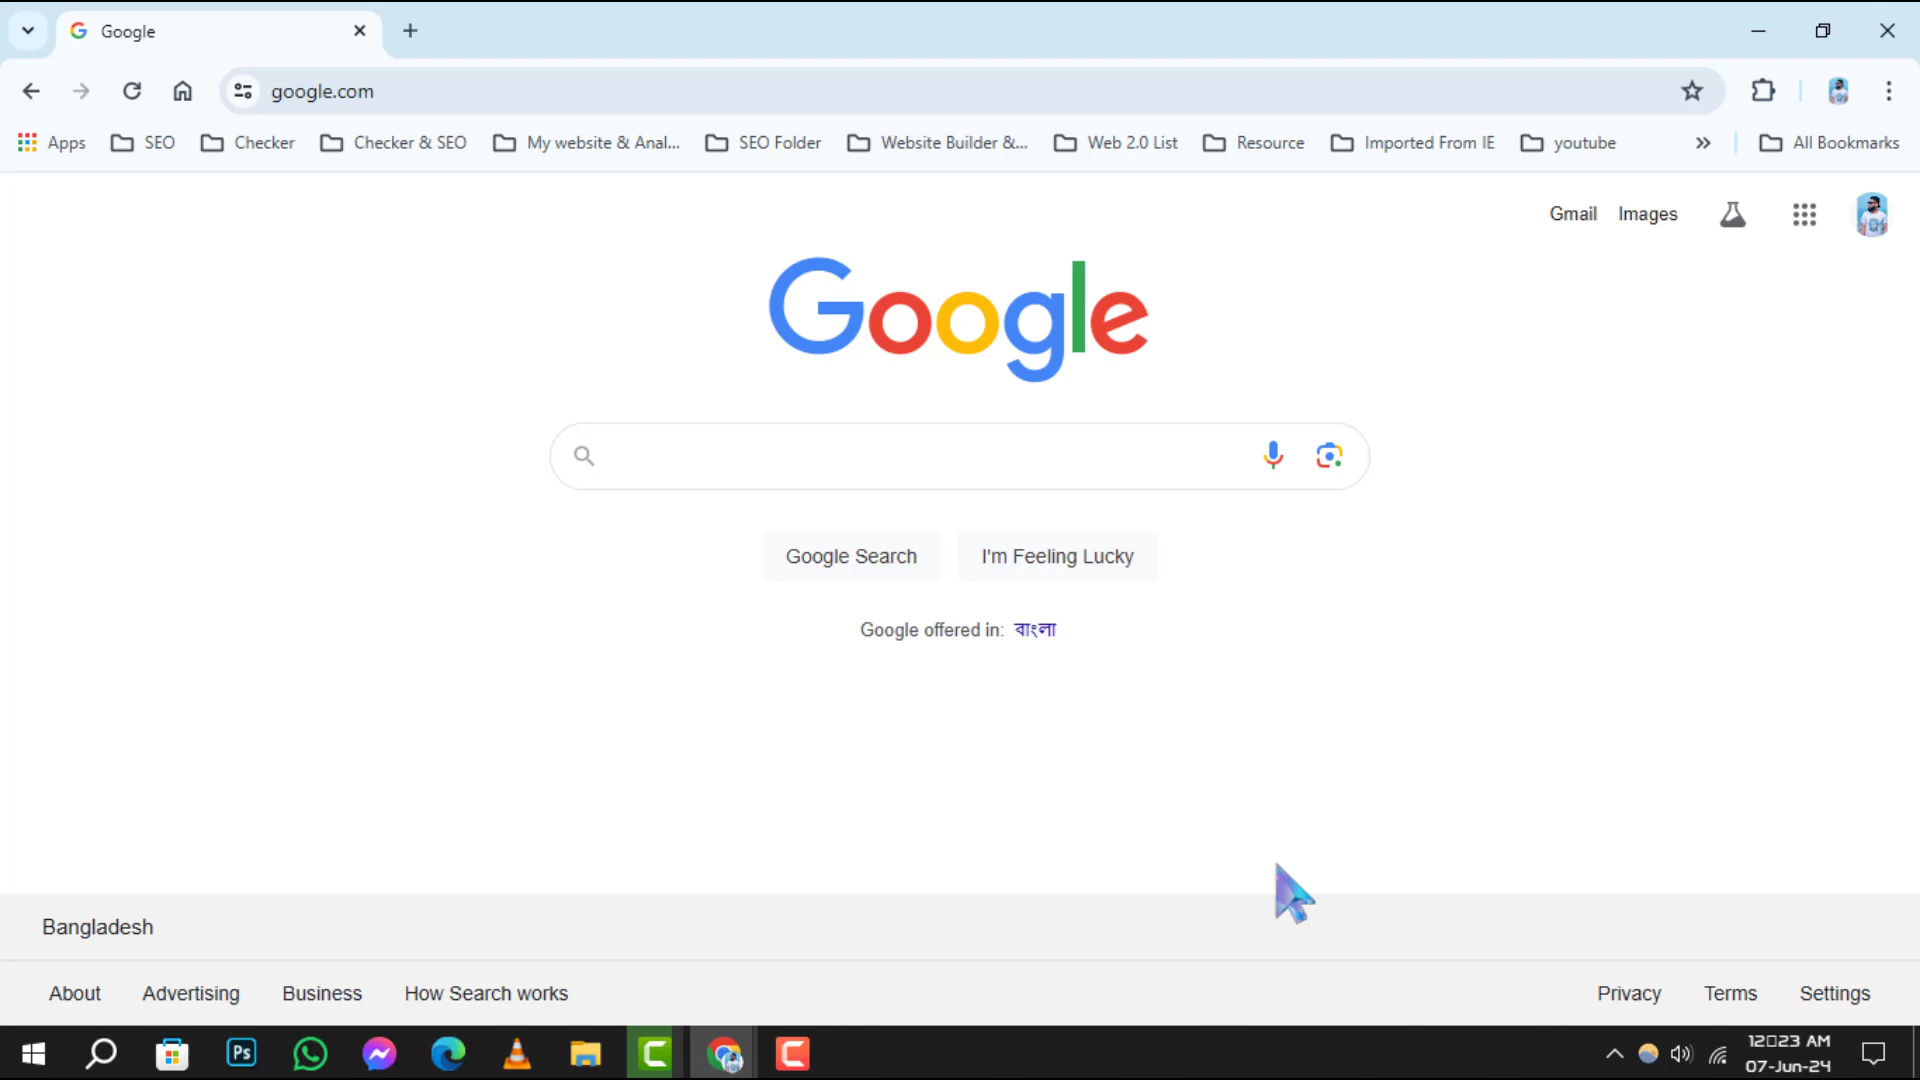 Google
google.com
Apps SEO Checker Checker & SEO My website & Anal... SEO Folder Website Builder &... Web 2.0 List Resource Imported From IE youtube All Bookmarks
Gmail Images
Google
Google Search I'm Feeling Lucky
Google offered in: বাংলা
Bangladesh
About Advertising Business How Search works Privacy Terms Settings
Ps
12▯23 AM
07-Jun-24